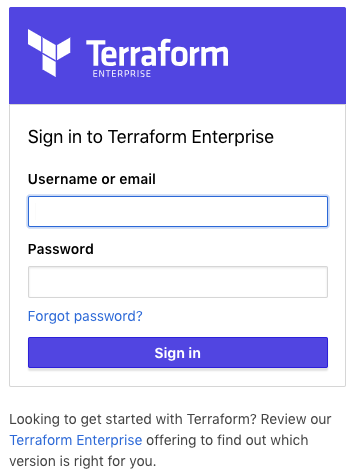 Terraform
ENTERPRISE
Sign in to Terraform Enterprise
Username or email
Password
Forgot password?
Sign in
Looking to get started with Terraform? Review our
Terraform Enterprise offering to find out which
version is right for you.